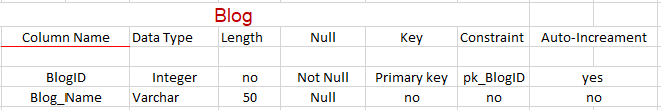 Blog
Column Name Data Type Length Null Key Constraint Auto-Increament
BlogID Integer no Not Null Primary key pk_BlogID yes
Blog_Name Varchar 50 Null no no no